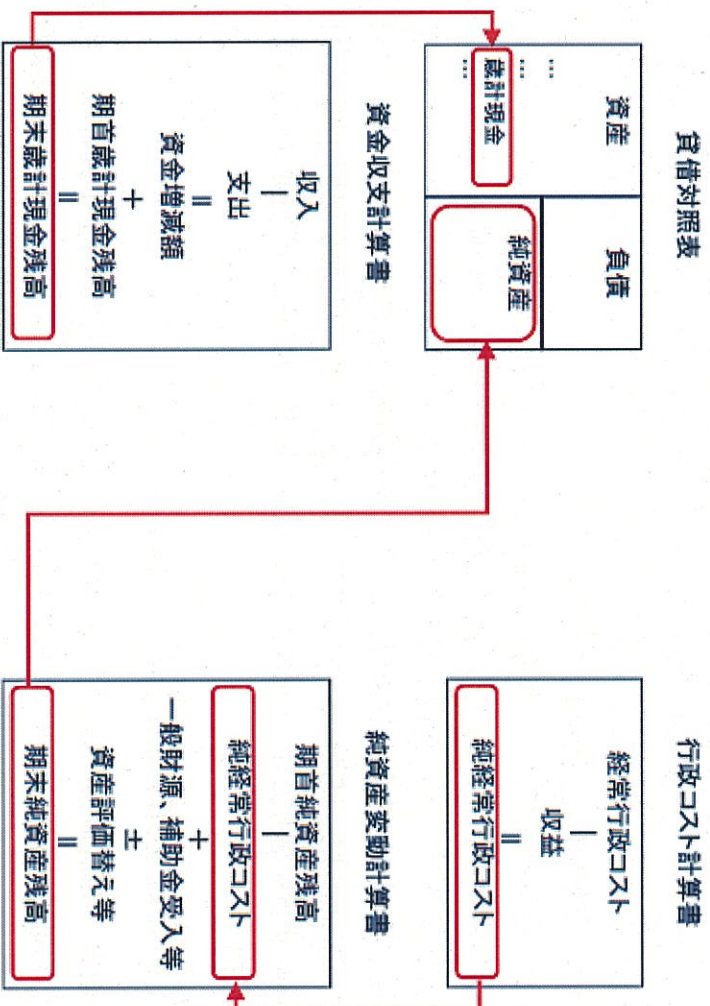 貸借対照表
資産
…
歳計現金
…
…
負債
純資産
行政コスト計算書
経常行政コスト
－
収益
＝
純経常行政コスト
資金収支計算書
収入
－
支出
＝
資金増減額
＋
期首歳計現金残高
＝
期末歳計現金残高
純資産変動計算書
期首純資産残高
－
純経常行政コスト
＋
一般財源、補助金受入等
±
資産評価替え等
＝
期末純資産残高